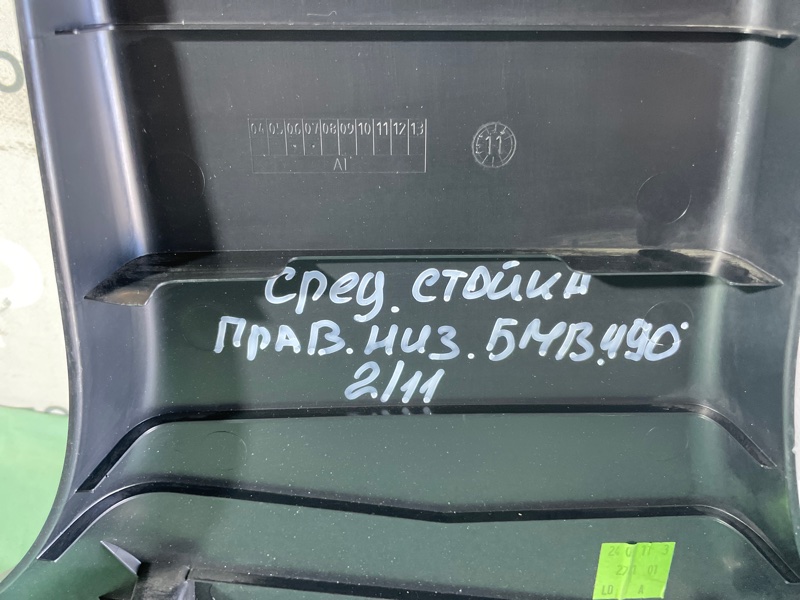 04 05 06 07 08 09 10 11 12 13
AI
11
сред. стойки
прав. низ. БМВ.490
2/11
LD A